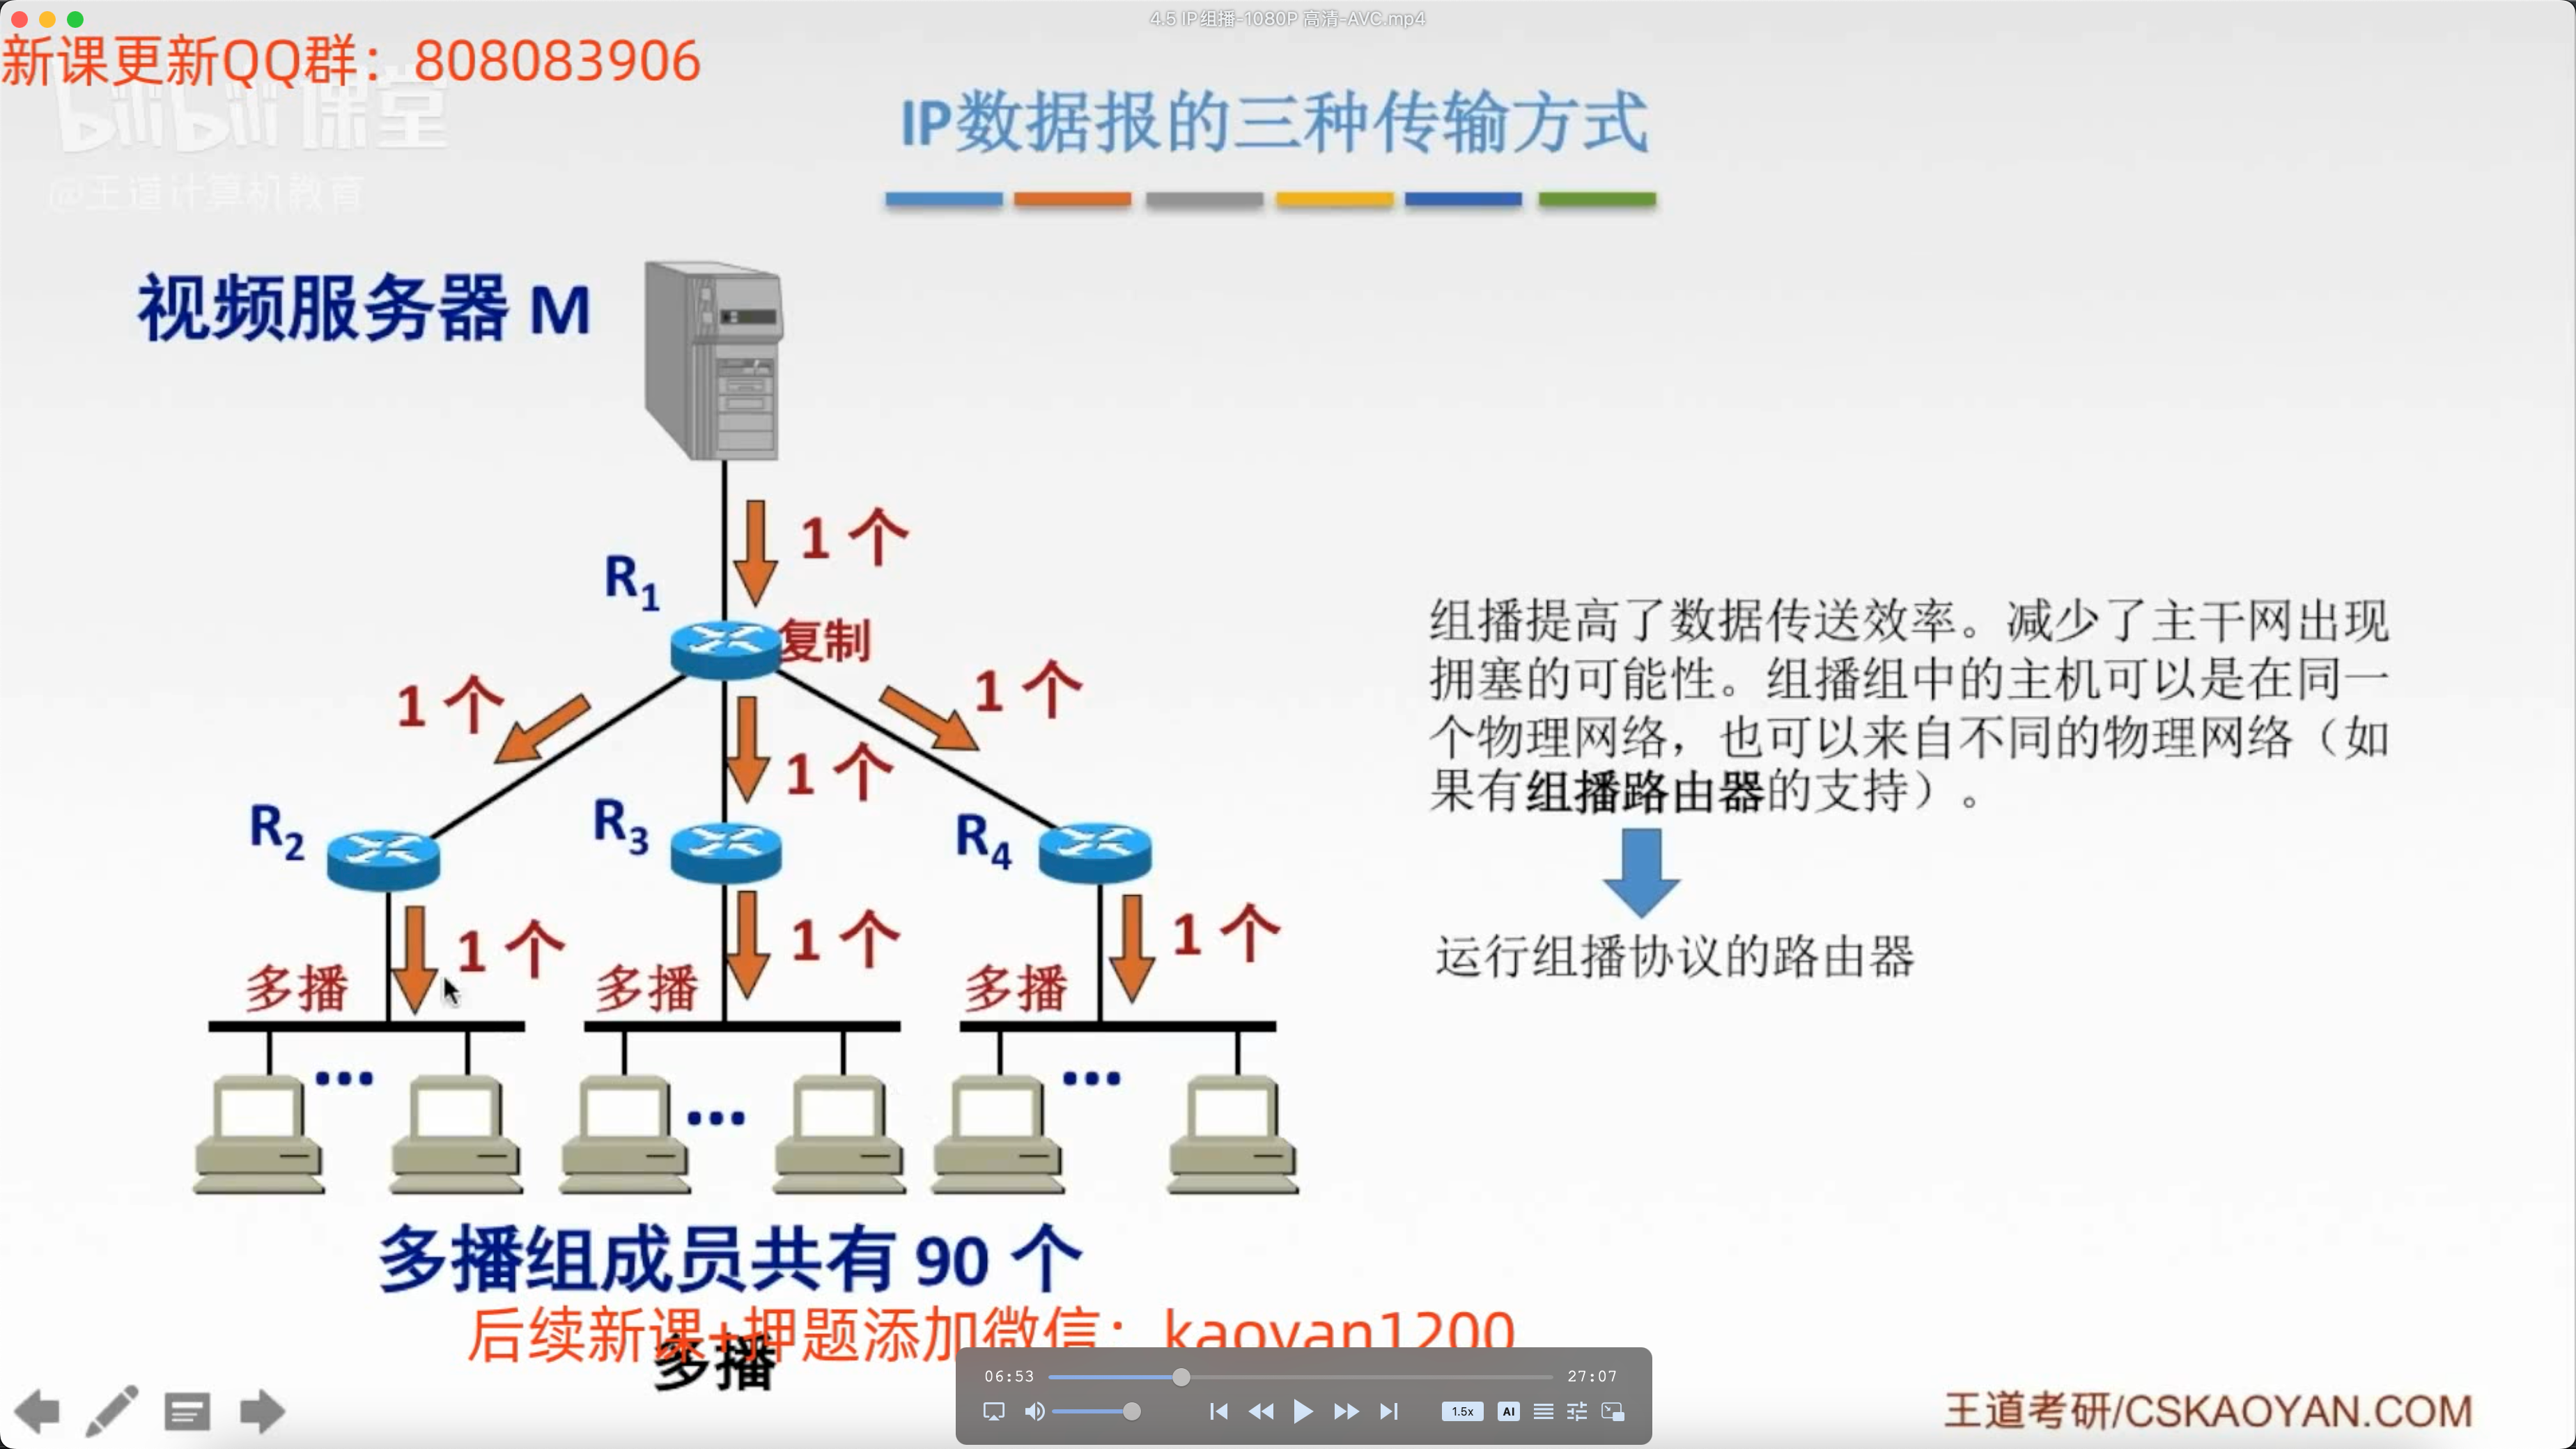 4.5 IP组播-1080P 高清-AVC.mp4
新课更新QQ群：808083906
bilibili课堂
@王道计算机教育
IP数据报的三种传输方式
视频服务器 M
1 个
R1
复制
1 个
1 个
1 个
R2
R3
R4
1 个
1 个
1 个
多播
多播
多播
...
...
...
多播组成员共有 90 个
组播提高了数据传送效率。减少了主干网出现
拥塞的可能性。组播组中的主机可以是在同一
个物理网络，也可以来自不同的物理网络（如
果有组播路由器的支持）。
运行组播协议的路由器
后续新课+押题添加微信：kaoyan1200
多播
06:53
27:07
1.5x
AI
王道考研/CSKAOYAN.COM